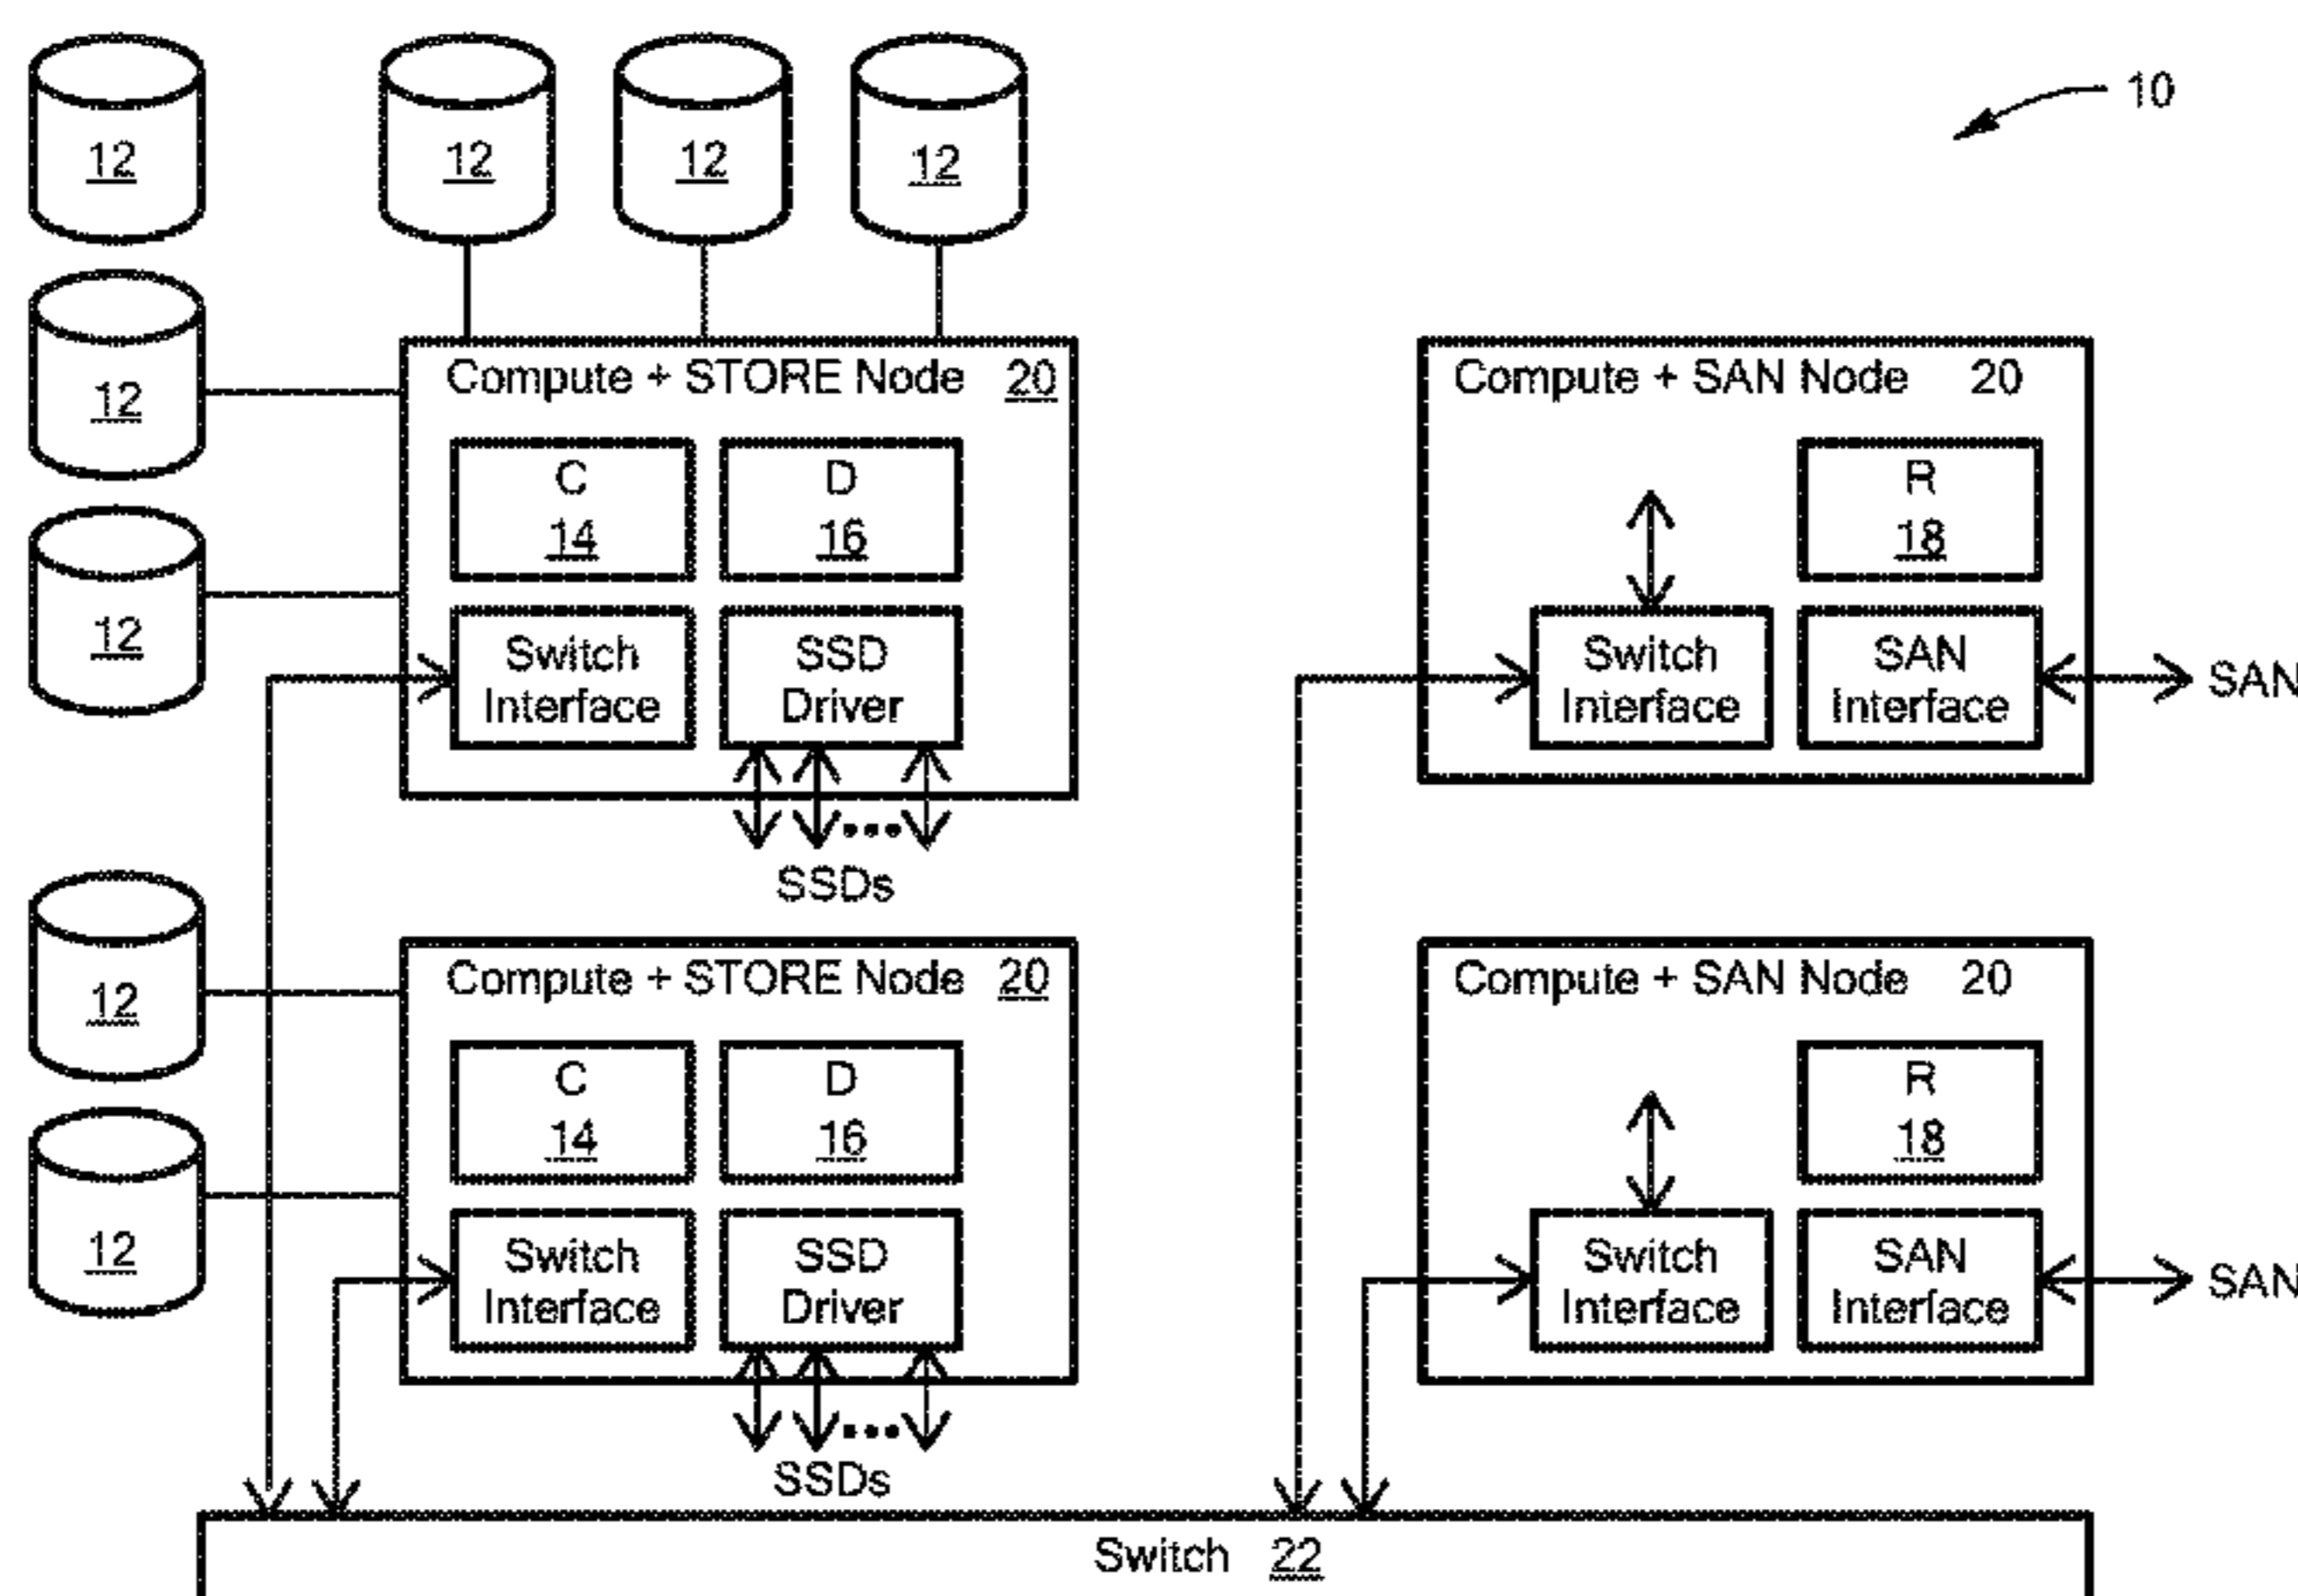 12
12
12
12
10
12
12
Compute + STORE Node 20
C
14
D
16
Switch
Interface
SSD
Driver
SSDs
Compute + SAN Node 20
R
18
Switch
Interface
SAN
Interface
SAN
12
12
Compute + STORE Node 20
C
14
D
16
Switch
Interface
SSD
Driver
SSDs
Compute + SAN Node 20
R
18
Switch
Interface
SAN
Interface
SAN
Switch 22